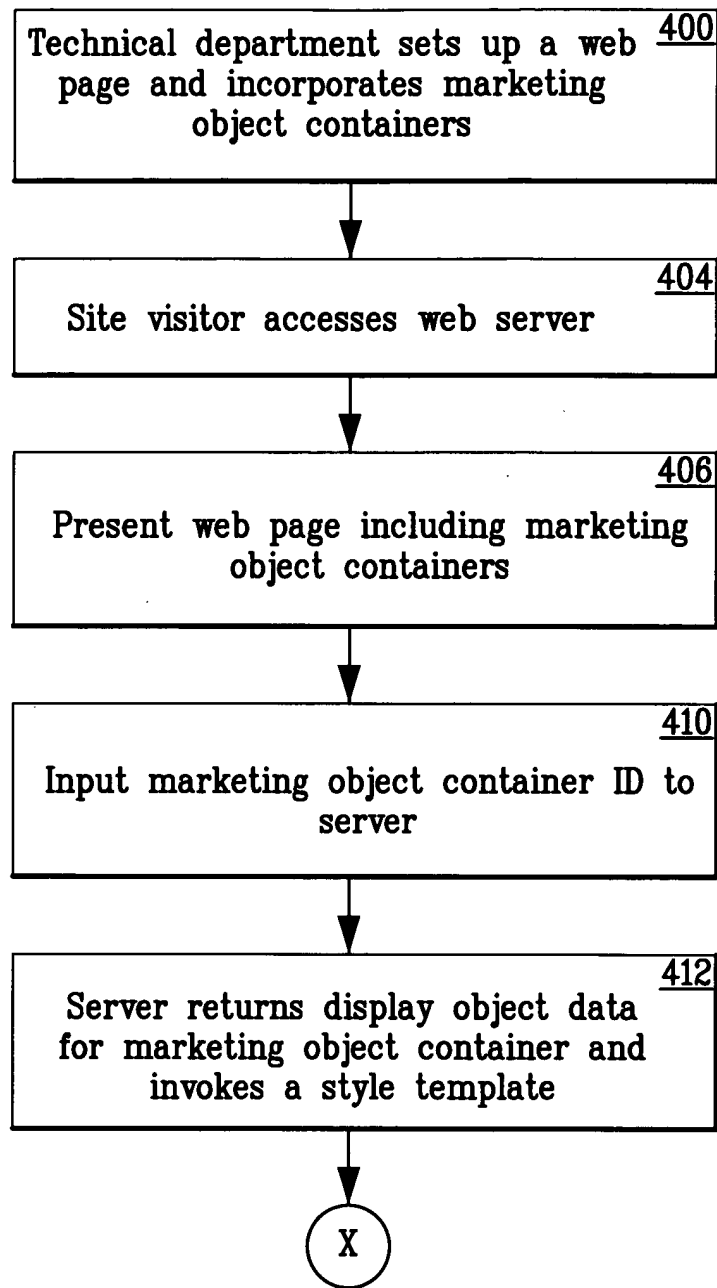 Technical department sets up a web 400
page and incorporates marketing
object containers
404
Site visitor accesses web server
406
Present web page including marketing
object containers
410
Input marketing object container ID to
server
412
Server returns display object data
for marketing object container and
invokes a style template
X